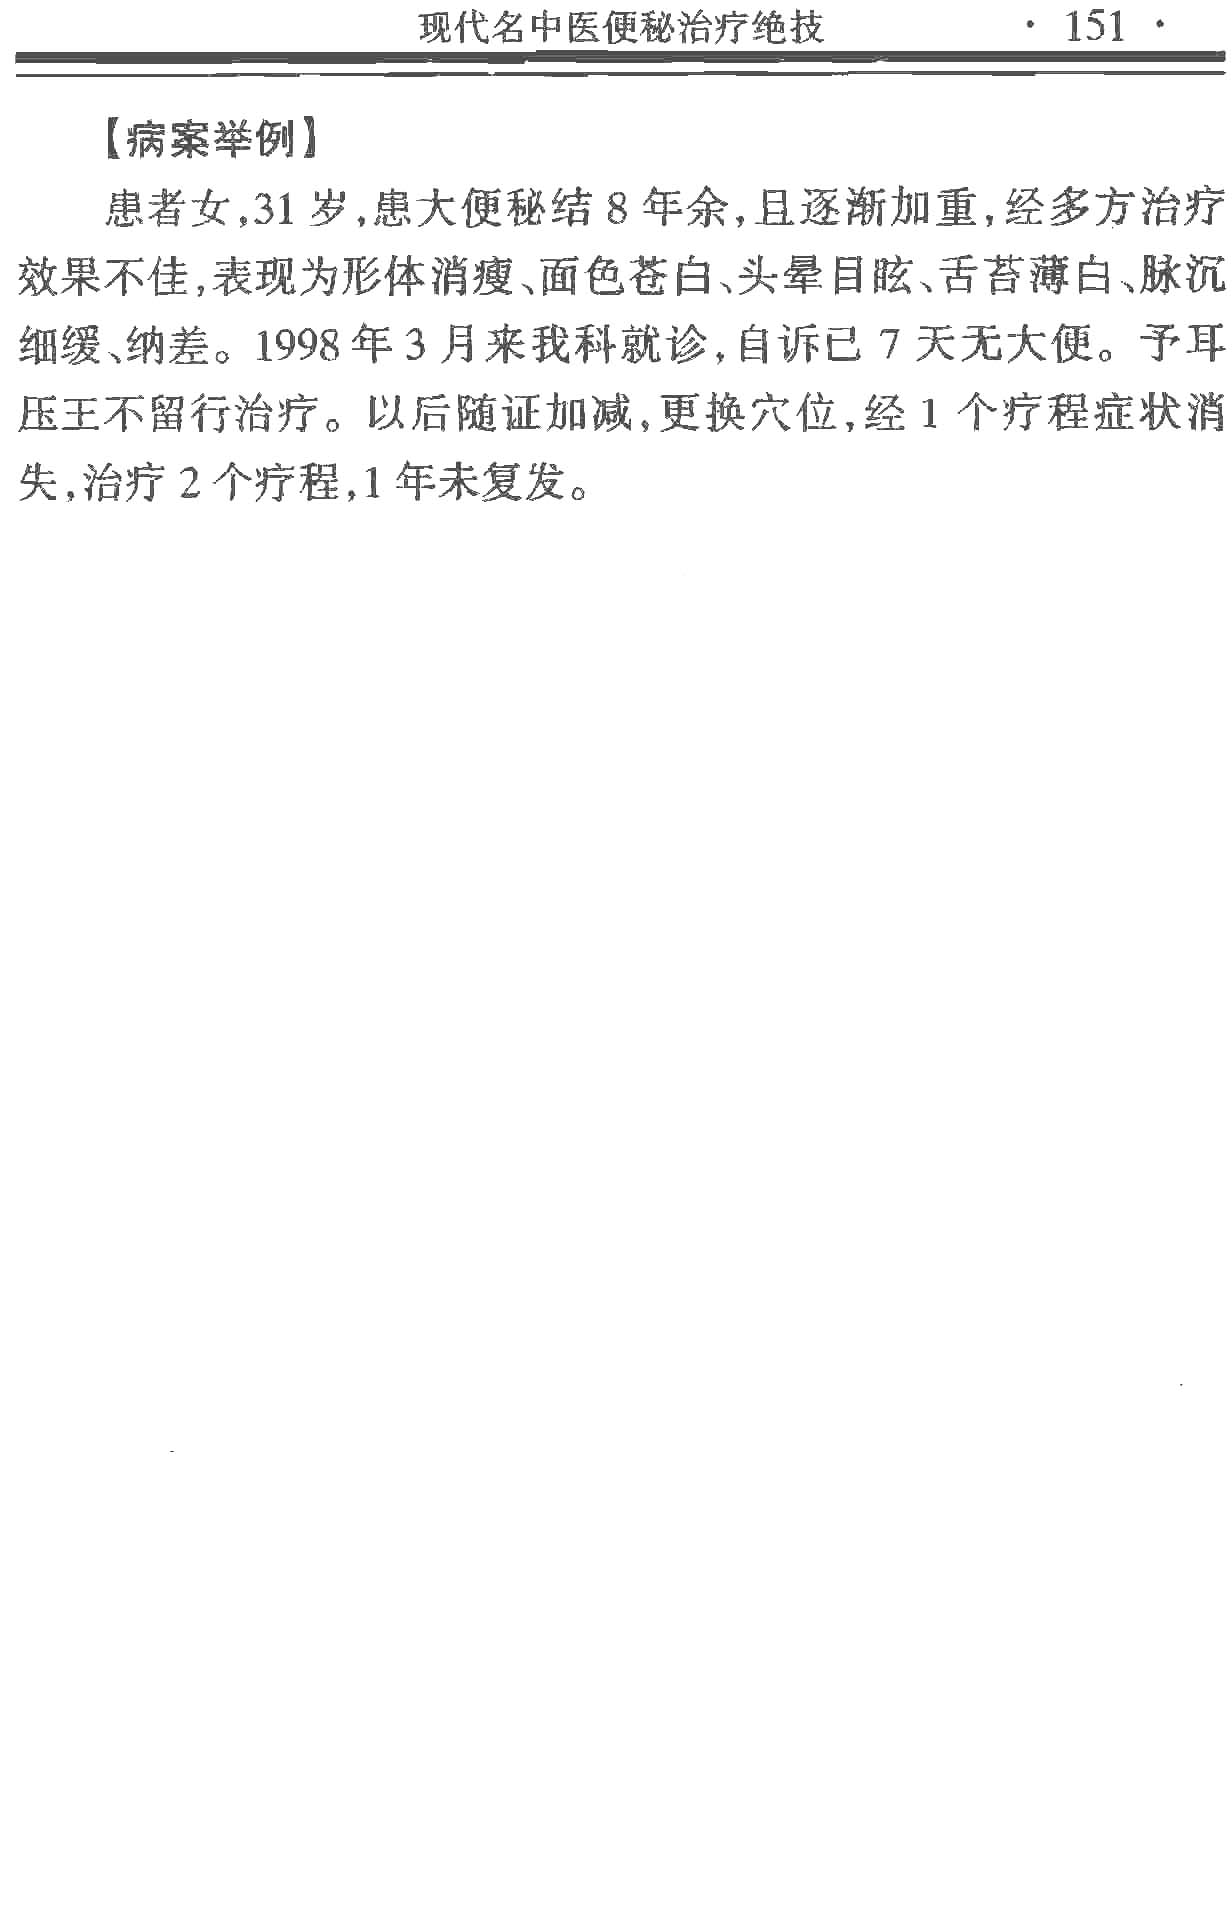 现代名中医便秘治疗绝技 · 151 ·
【病案举例】
患者女,31 岁,患大便秘结 8 年余,且逐渐加重,经多方治疗
效果不佳,表现为形体消瘦、面色苍白、头晕目眩、舌苔薄白、脉沉
细缓、纳差。1998 年 3 月来我科就诊,自诉已 7 天无大便。予耳
压王不留行治疗。以后随证加减,更换穴位,经 1 个疗程症状消
失,治疗 2 个疗程,1 年未复发。